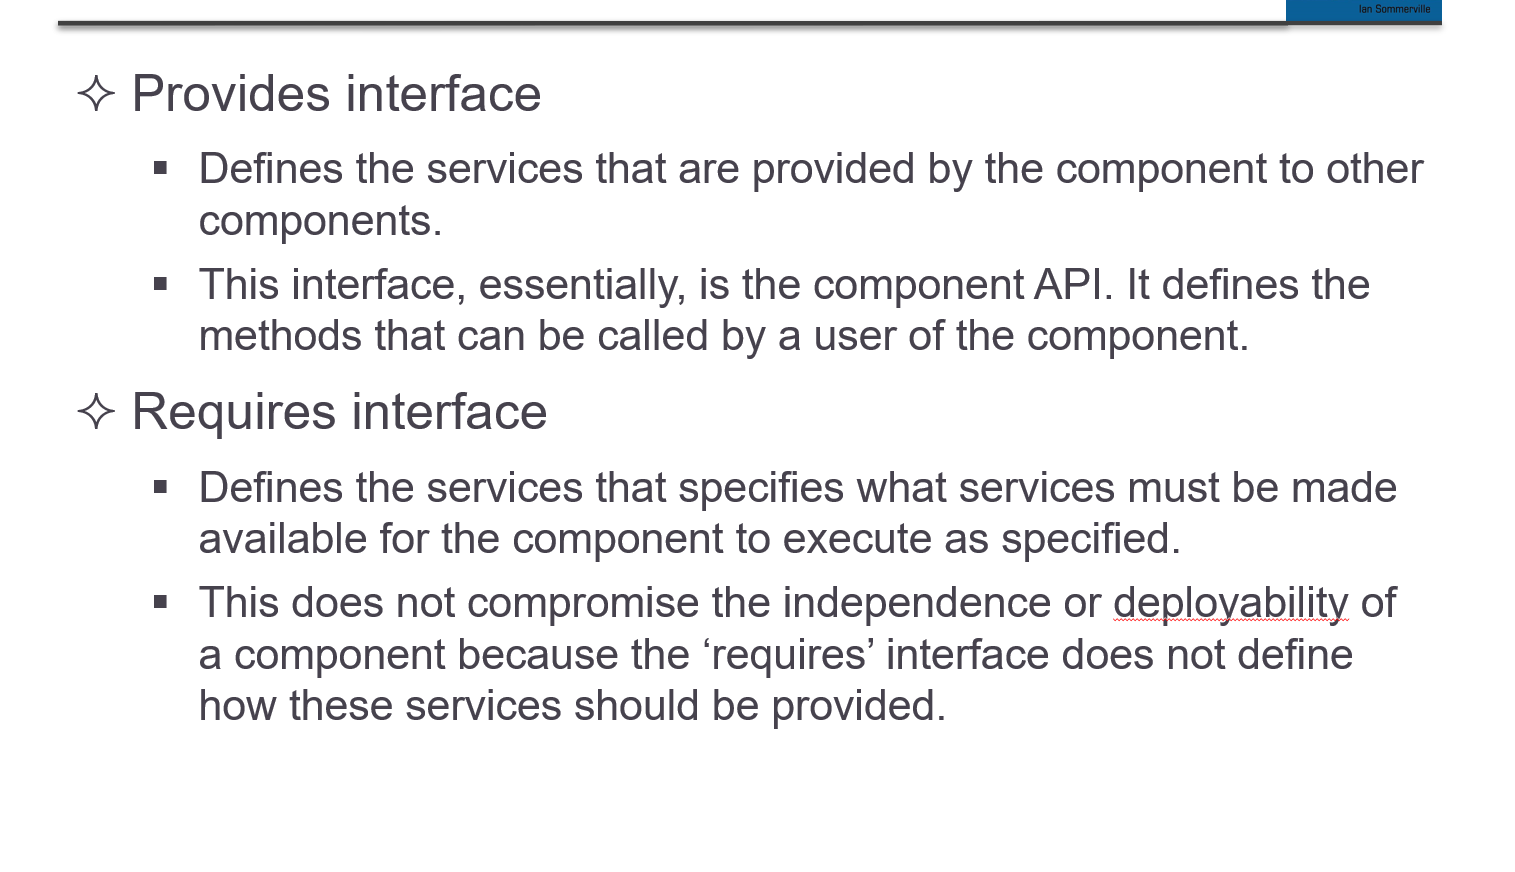 Ian Sommerville
✧ Provides interface
▪ Defines the services that are provided by the component to other
components.
▪ This interface, essentially, is the component API. It defines the
methods that can be called by a user of the component.
✧ Requires interface
▪ Defines the services that specifies what services must be made
available for the component to execute as specified.
▪ This does not compromise the independence or deployability of
a component because the ‘requires’ interface does not define
how these services should be provided.